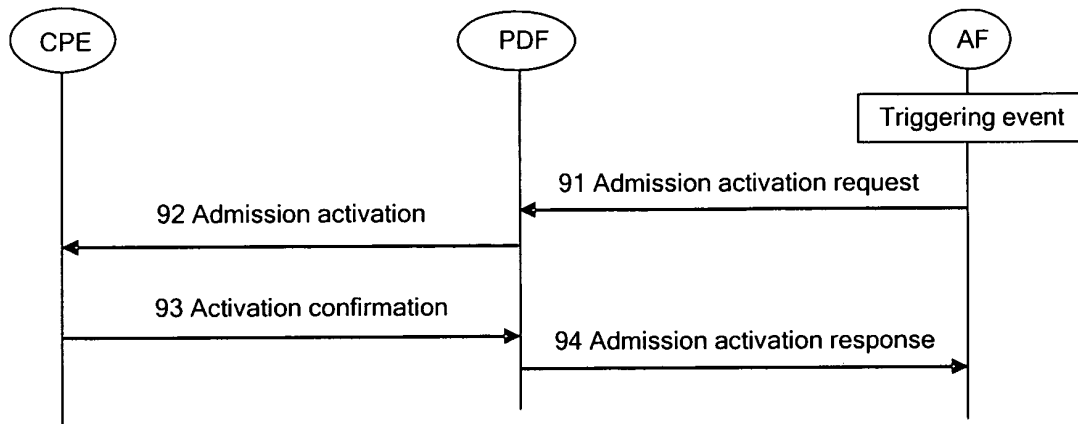 CPE
PDF
AF
Triggering event
91 Admission activation request
92 Admission activation
93 Activation confirmation
94 Admission activation response